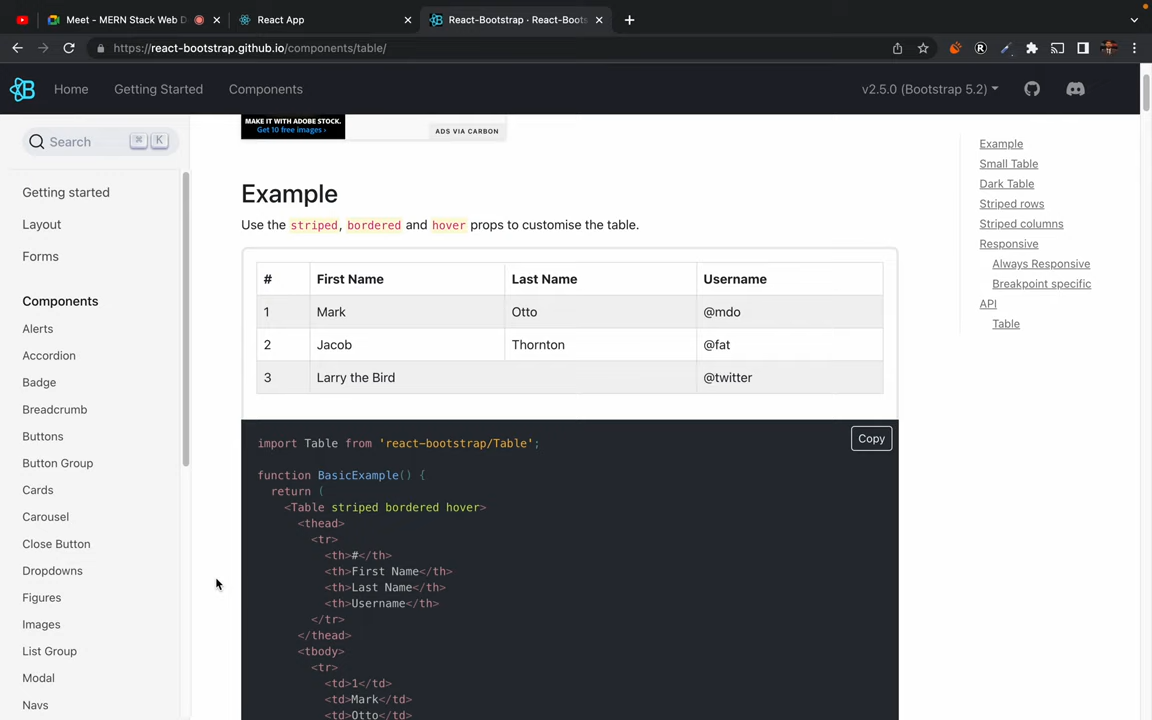 Meet - MERN Stack Web D
React App
React-Bootstrap · React-Boots
https://react-bootstrap.github.io/components/table/
Home
Getting Started
Components
v2.5.0 (Bootstrap 5.2)
Search
⌘
K
Getting started
Layout
Forms
Components
Alerts
Accordion
Badge
Breadcrumb
Buttons
Button Group
Cards
Carousel
Close Button
Dropdowns
Figures
Images
List Group
Modal
Navs
MAKE IT WITH ADOBE STOCK.
Get 10 free images ›
ADS VIA CARBON
Example
Use the striped, bordered and hover props to customise the table.
# First Name Last Name Username
1 Mark Otto @mdo
2 Jacob Thornton @fat
3 Larry the Bird @twitter
Copy
import Table from 'react-bootstrap/Table';
function BasicExample() {
return (
<Table striped bordered hover>
<thead>
<tr>
<th>#</th>
<th>First Name</th>
<th>Last Name</th>
<th>Username</th>
</tr>
</thead>
<tbody>
<tr>
<td>1</td>
<td>Mark</td>
<td>Otto</td>
Example
Small Table
Dark Table
Striped rows
Striped columns
Responsive
Always Responsive
Breakpoint specific
API
Table